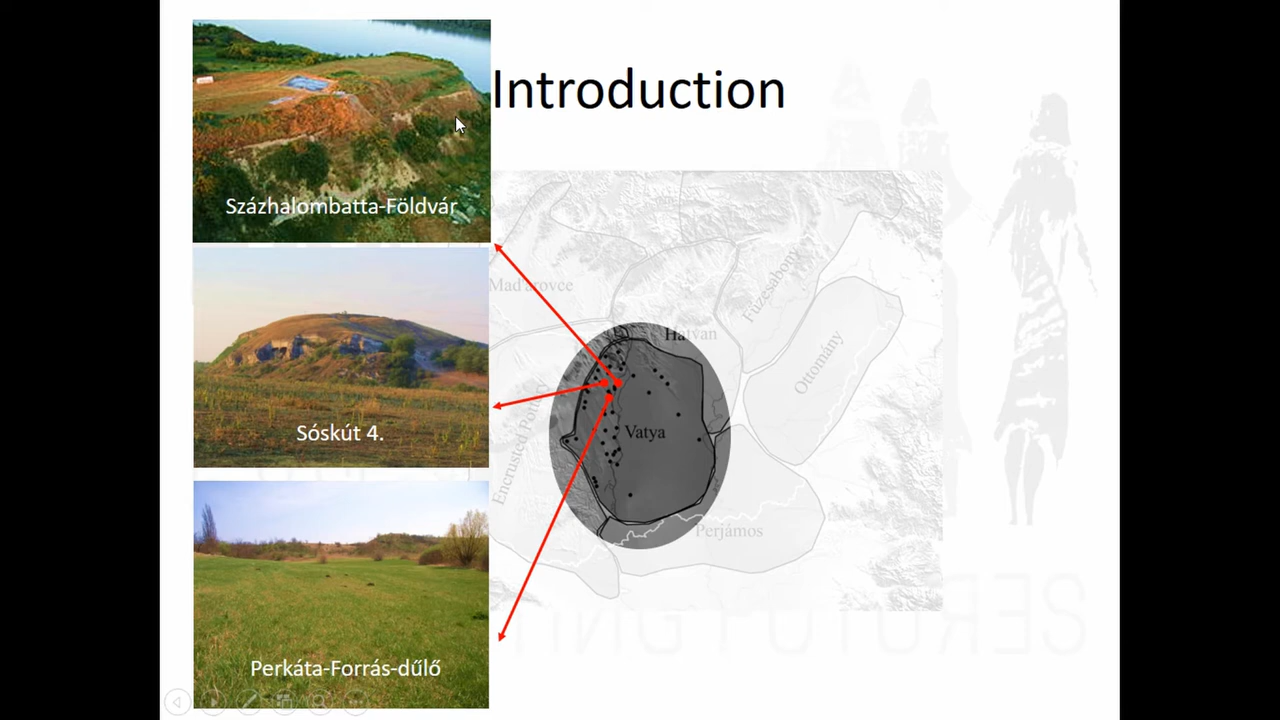 Introduction
Százhalombatta-Földvár
Sóskút 4.
Perkáta-Forrás-dűlő
Mad'arovce
Hatvan
Füzesabony
Ottomány
Encrusted Pottery
Vatya
Perjámos